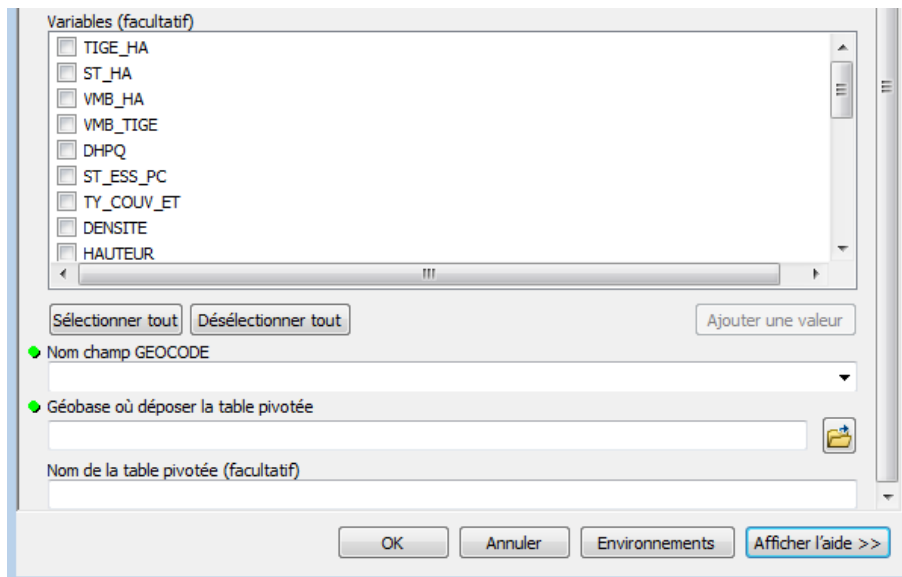 Variables (facultatif)
TIGE_HA
ST_HA
VMB_HA
VMB_TIGE
DHPQ
ST_ESS_PC
TY_COUV_ET
DENSITE
HAUTEUR
Sélectionner tout Désélectionner tout Ajouter une valeur
Nom champ GEOCODE
Géobase où déposer la table pivotée
Nom de la table pivotée (facultatif)
OK Annuler Environnements Afficher l'aide >>